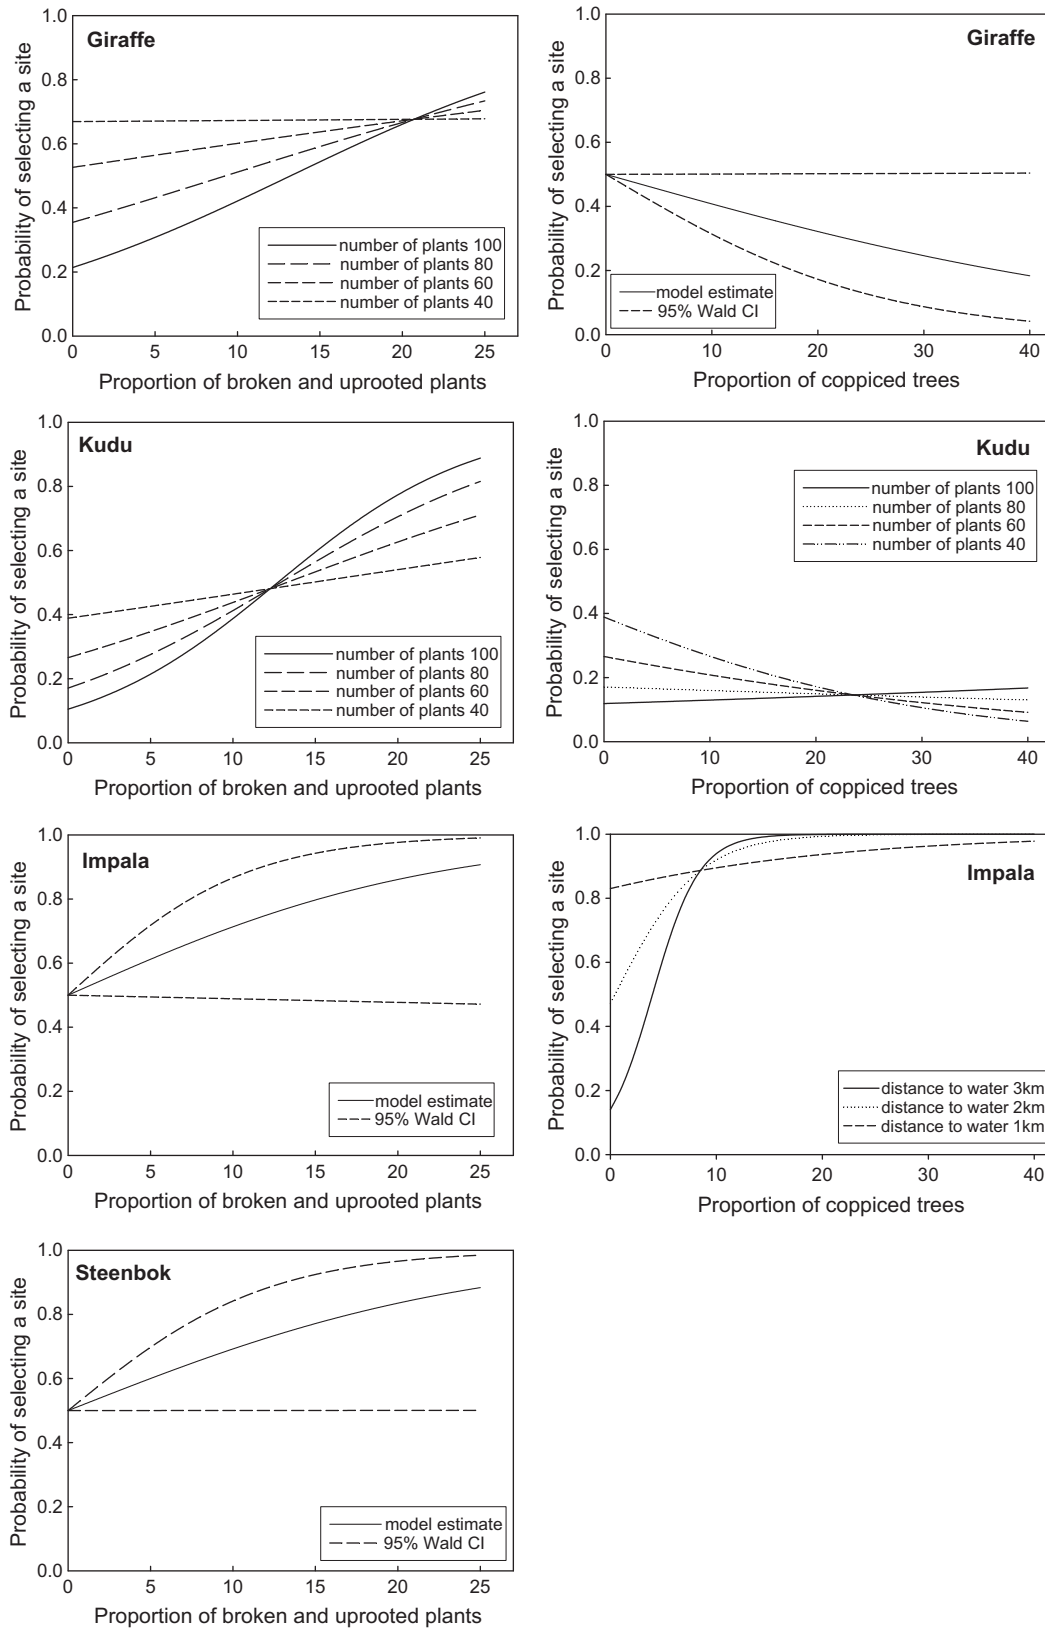 Giraffe
Probability of selecting a site
1.0
0.8
0.6
0.4
0.2
0.0
number of plants 100
number of plants 80
number of plants 60
number of plants 40
0 5 10 15 20 25
Proportion of broken and uprooted plants
Giraffe
Probability of selecting a site
1.0
0.8
0.6
0.4
0.2
0.0
model estimate
95% Wald CI
0 10 20 30 40
Proportion of coppiced trees
Kudu
Probability of selecting a site
1.0
0.8
0.6
0.4
0.2
0.0
number of plants 100
number of plants 80
number of plants 60
number of plants 40
0 5 10 15 20 25
Proportion of broken and uprooted plants
Kudu
Probability of selecting a site
1.0
0.8
0.6
0.4
0.2
0.0
number of plants 100
number of plants 80
number of plants 60
number of plants 40
0 10 20 30 40
Proportion of coppiced trees
Impala
Probability of selecting a site
1.0
0.8
0.6
0.4
0.2
0.0
model estimate
95% Wald CI
0 5 10 15 20 25
Proportion of broken and uprooted plants
Impala
Probability of selecting a site
1.0
0.8
0.6
0.4
0.2
0.0
distance to water 3km
distance to water 2km
distance to water 1km
0 10 20 30 40
Proportion of coppiced trees
Steenbok
Probability of selecting a site
1.0
0.8
0.6
0.4
0.2
0.0
model estimate
95% Wald CI
0 5 10 15 20 25
Proportion of broken and uprooted plants